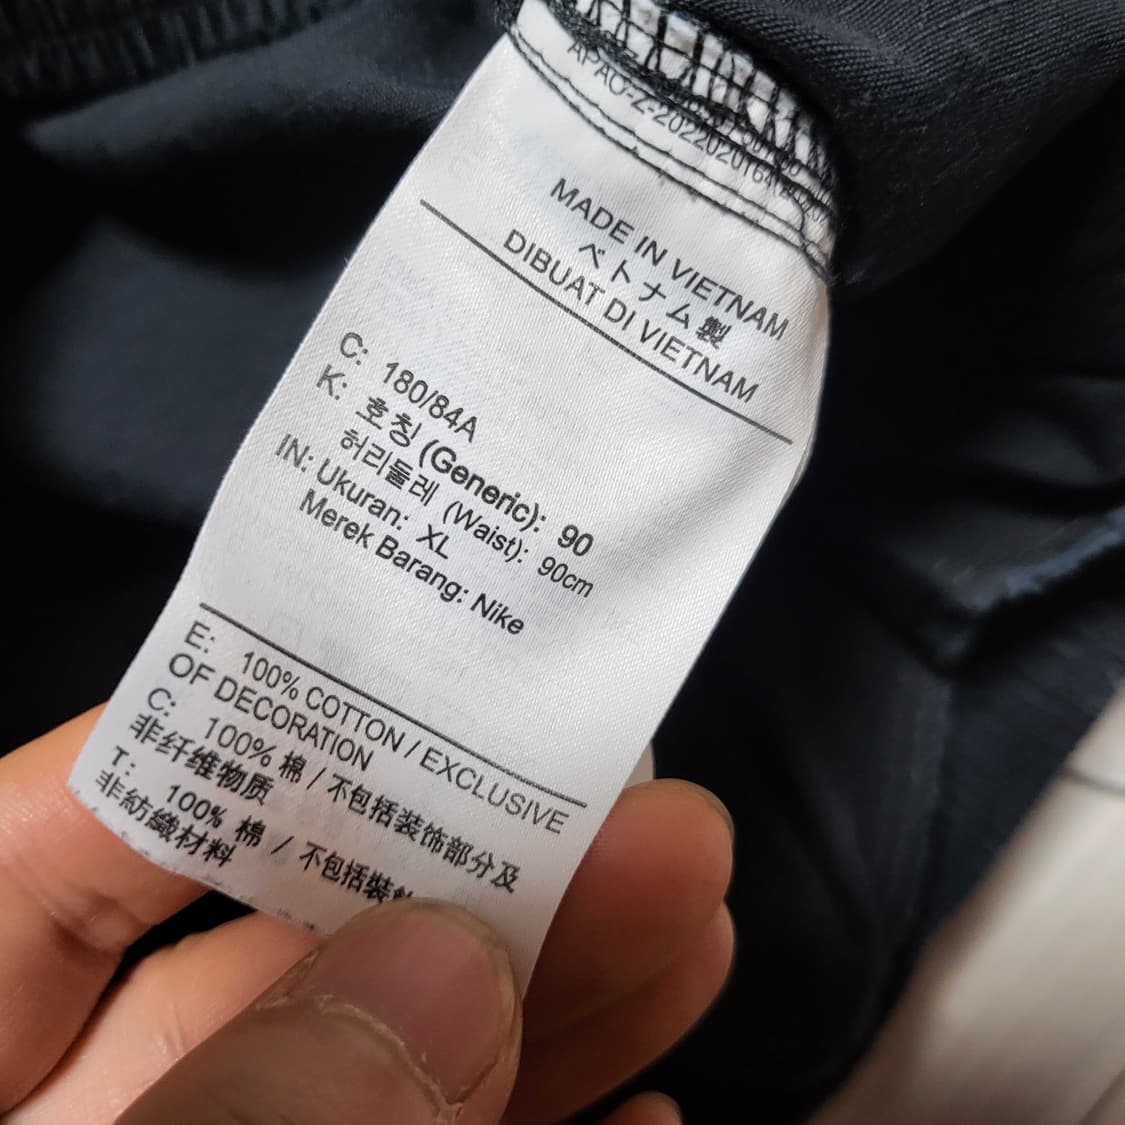 MADE IN VIETNAM
ベトナム製
DIBUAT DI VIETNAM
C: 180/84A
K: 호칭 (Generic): 90
허리둘레 (Waist): 90cm
IN: Ukuran: XL
Merek Barang: Nike
E: 100% COTTON / EXCLUSIVE
OF DECORATION
C: 100% 棉 / 不包括装饰部分及
非纤维物质
T: 100% 棉 / 不包括裝
非紡織材料